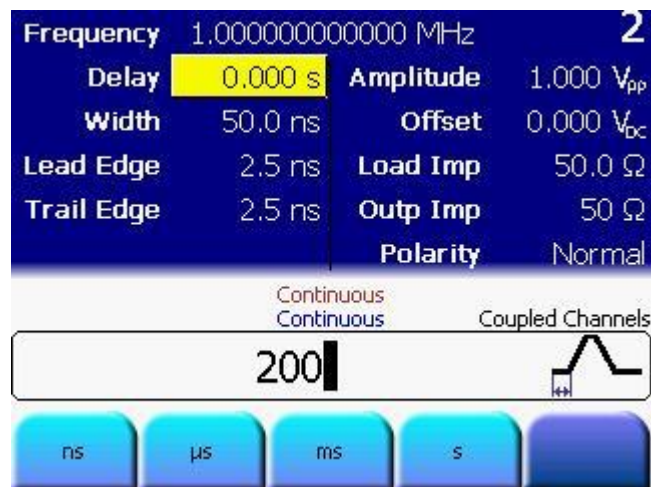 Frequency 1.000000000000 MHz 2
Delay 0.000 s Amplitude 1.000 Vpp
Width 50.0 ns Offset 0.000 VDC
Lead Edge 2.5 ns Load Imp 50.0 Ω
Trail Edge 2.5 ns Outp Imp 50 Ω
Polarity Normal
Continuous
Continuous Coupled Channels
200
ns µs ms s